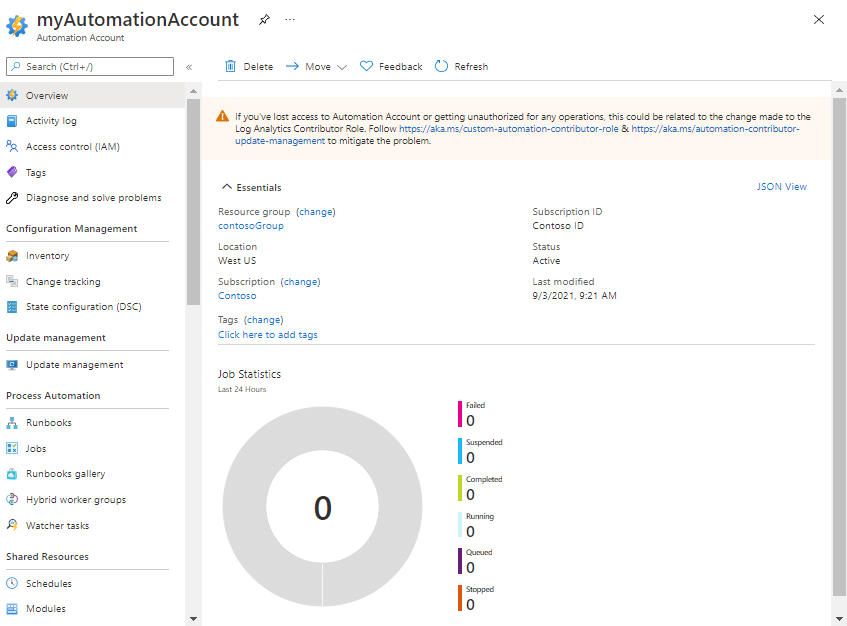 myAutomationAccount
Automation Account
Search (Ctrl+/)
Overview
Activity log
Access control (IAM)
Tags
Diagnose and solve problems
Configuration Management
Inventory
Change tracking
State configuration (DSC)
Update management
Update management
Process Automation
Runbooks
Jobs
Runbooks gallery
Hybrid worker groups
Watcher tasks
Shared Resources
Schedules
Modules
Delete Move Feedback Refresh
If you've lost access to Automation Account or getting unauthorized for any operations, this could be related to the change made to the
Log Analytics Contributor Role. Follow https://aka.ms/custom-automation-contributor-role & https://aka.ms/automation-contributor-
update-management to mitigate the problem.
Essentials
JSON View
Resource group (change)
contosoGroup
Location
West US
Subscription (change)
Contoso
Subscription ID
Contoso ID
Status
Active
Last modified
9/3/2021, 9:21 AM
Tags (change)
Click here to add tags
Job Statistics
Last 24 Hours
0
Failed
0
Suspended
0
Completed
0
Running
0
Queued
0
Stopped
0